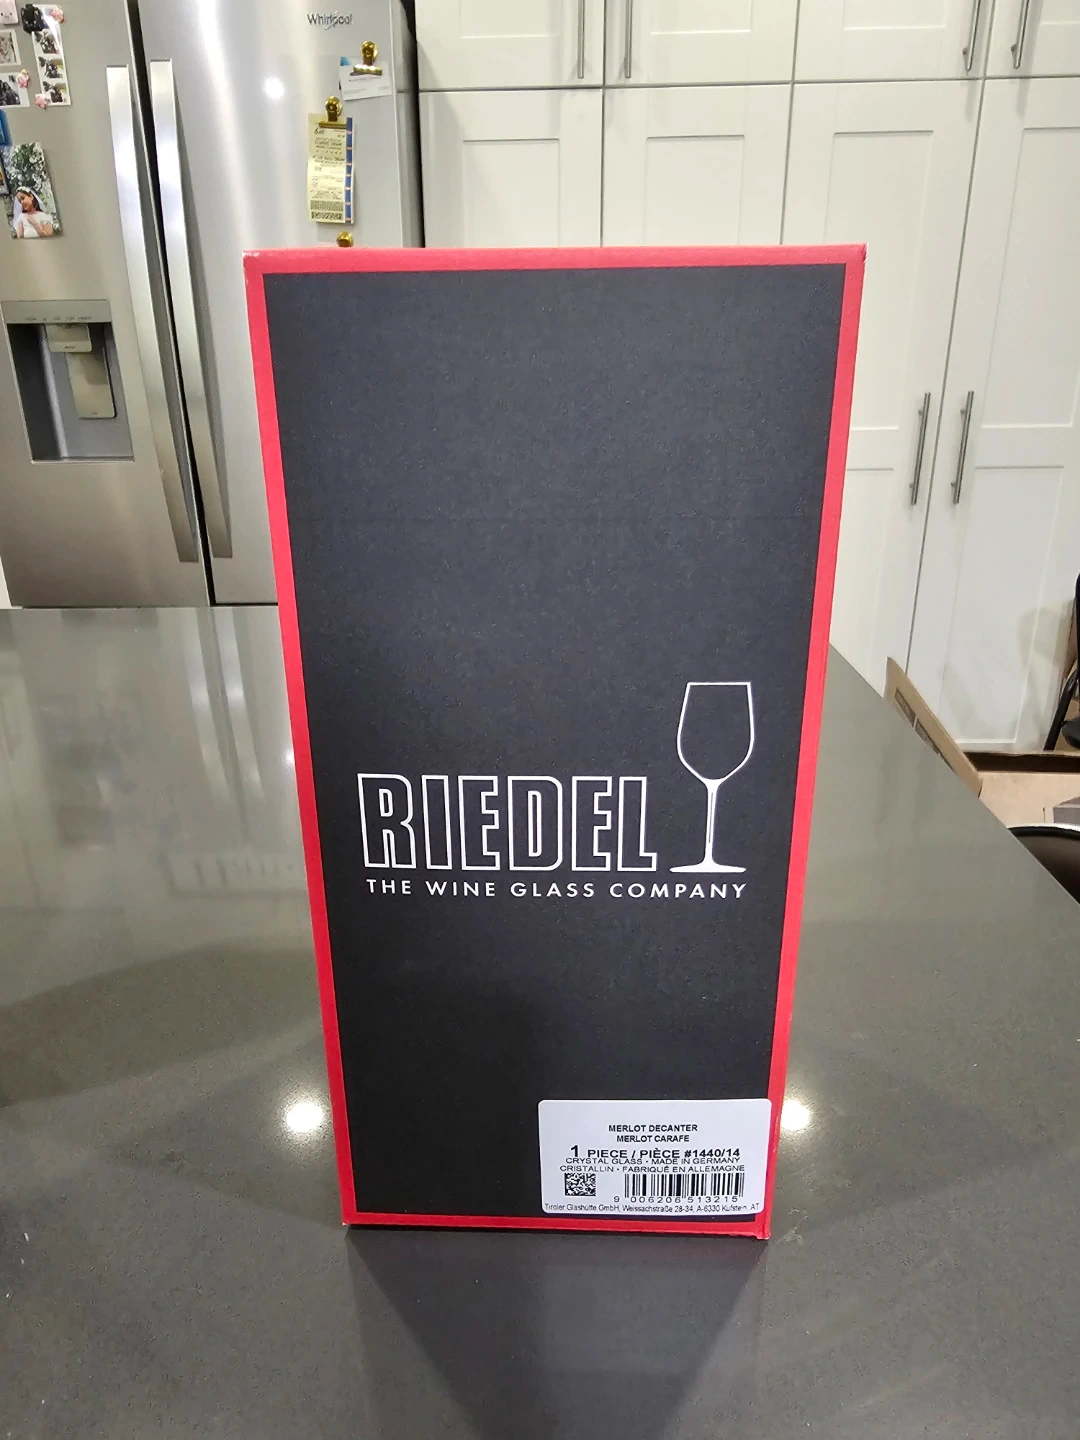 Whirlpool
RIEDEL
THE WINE GLASS COMPANY
MERLOT DECANTER
MERLOT CARAFE
1 PIECE / PIÈCE #1440/14
CRYSTAL GLASS · MADE IN GERMANY
CRISTALLIN · FABRIQUÉ EN ALLEMAGNE
9 006206 513215
Tiroler Glashütte GmbH, Weissachstraße 28-34, A-6330 Kufstein, AT